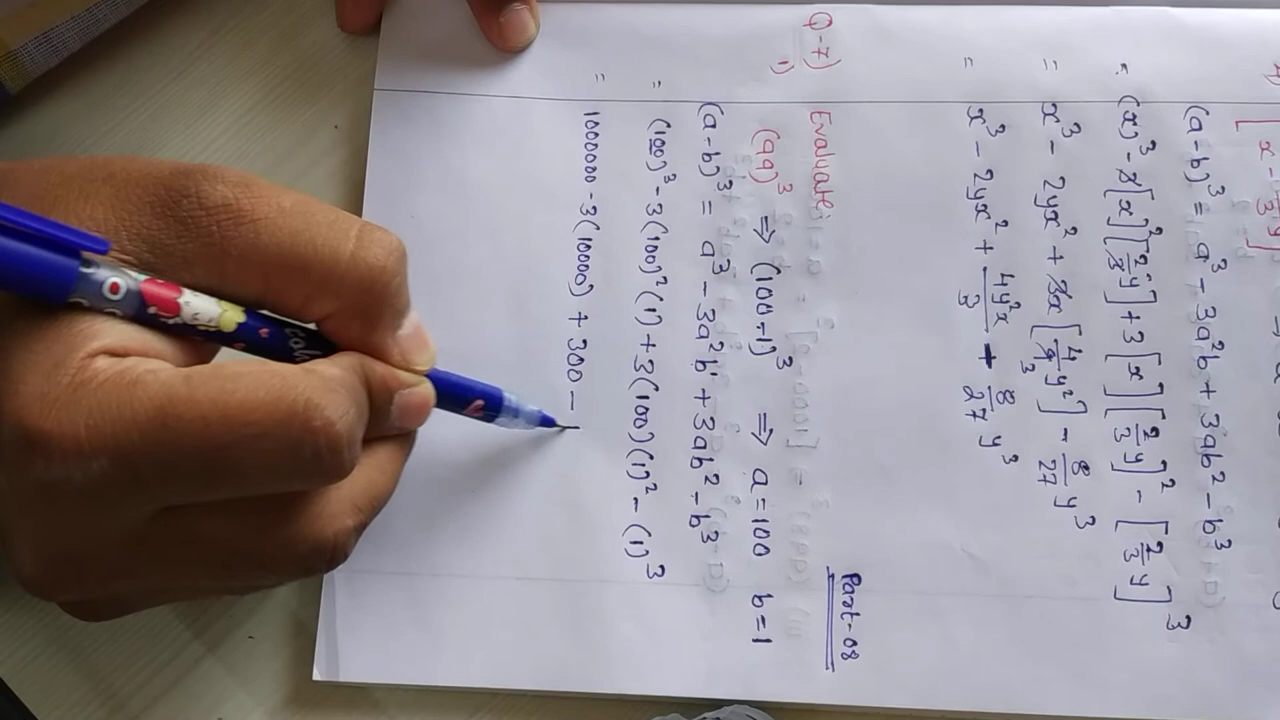 (a-b)³ = a³ - 3a²b + 3ab² - b³
= (x)³ - 3[x]²[2/3 y] + 3[x][2/3 y]² - [2/3 y]³
= x³ - 2yx² + 3x[4/9 y²] - 8/27 y³
= x³ - 2yx² + 4y²x/3 - 8/27 y³
Part-08
Q-7) Evaluate:
1) (99)³ ⇒ (100-1)³ ⇒ a=100 b=1
(a-b)³ = a³ - 3a²b + 3ab² - b³
= (100)³ - 3(100)²(1) + 3(100)(1)² - (1)³
= 1000000 - 3(10000) + 300 -